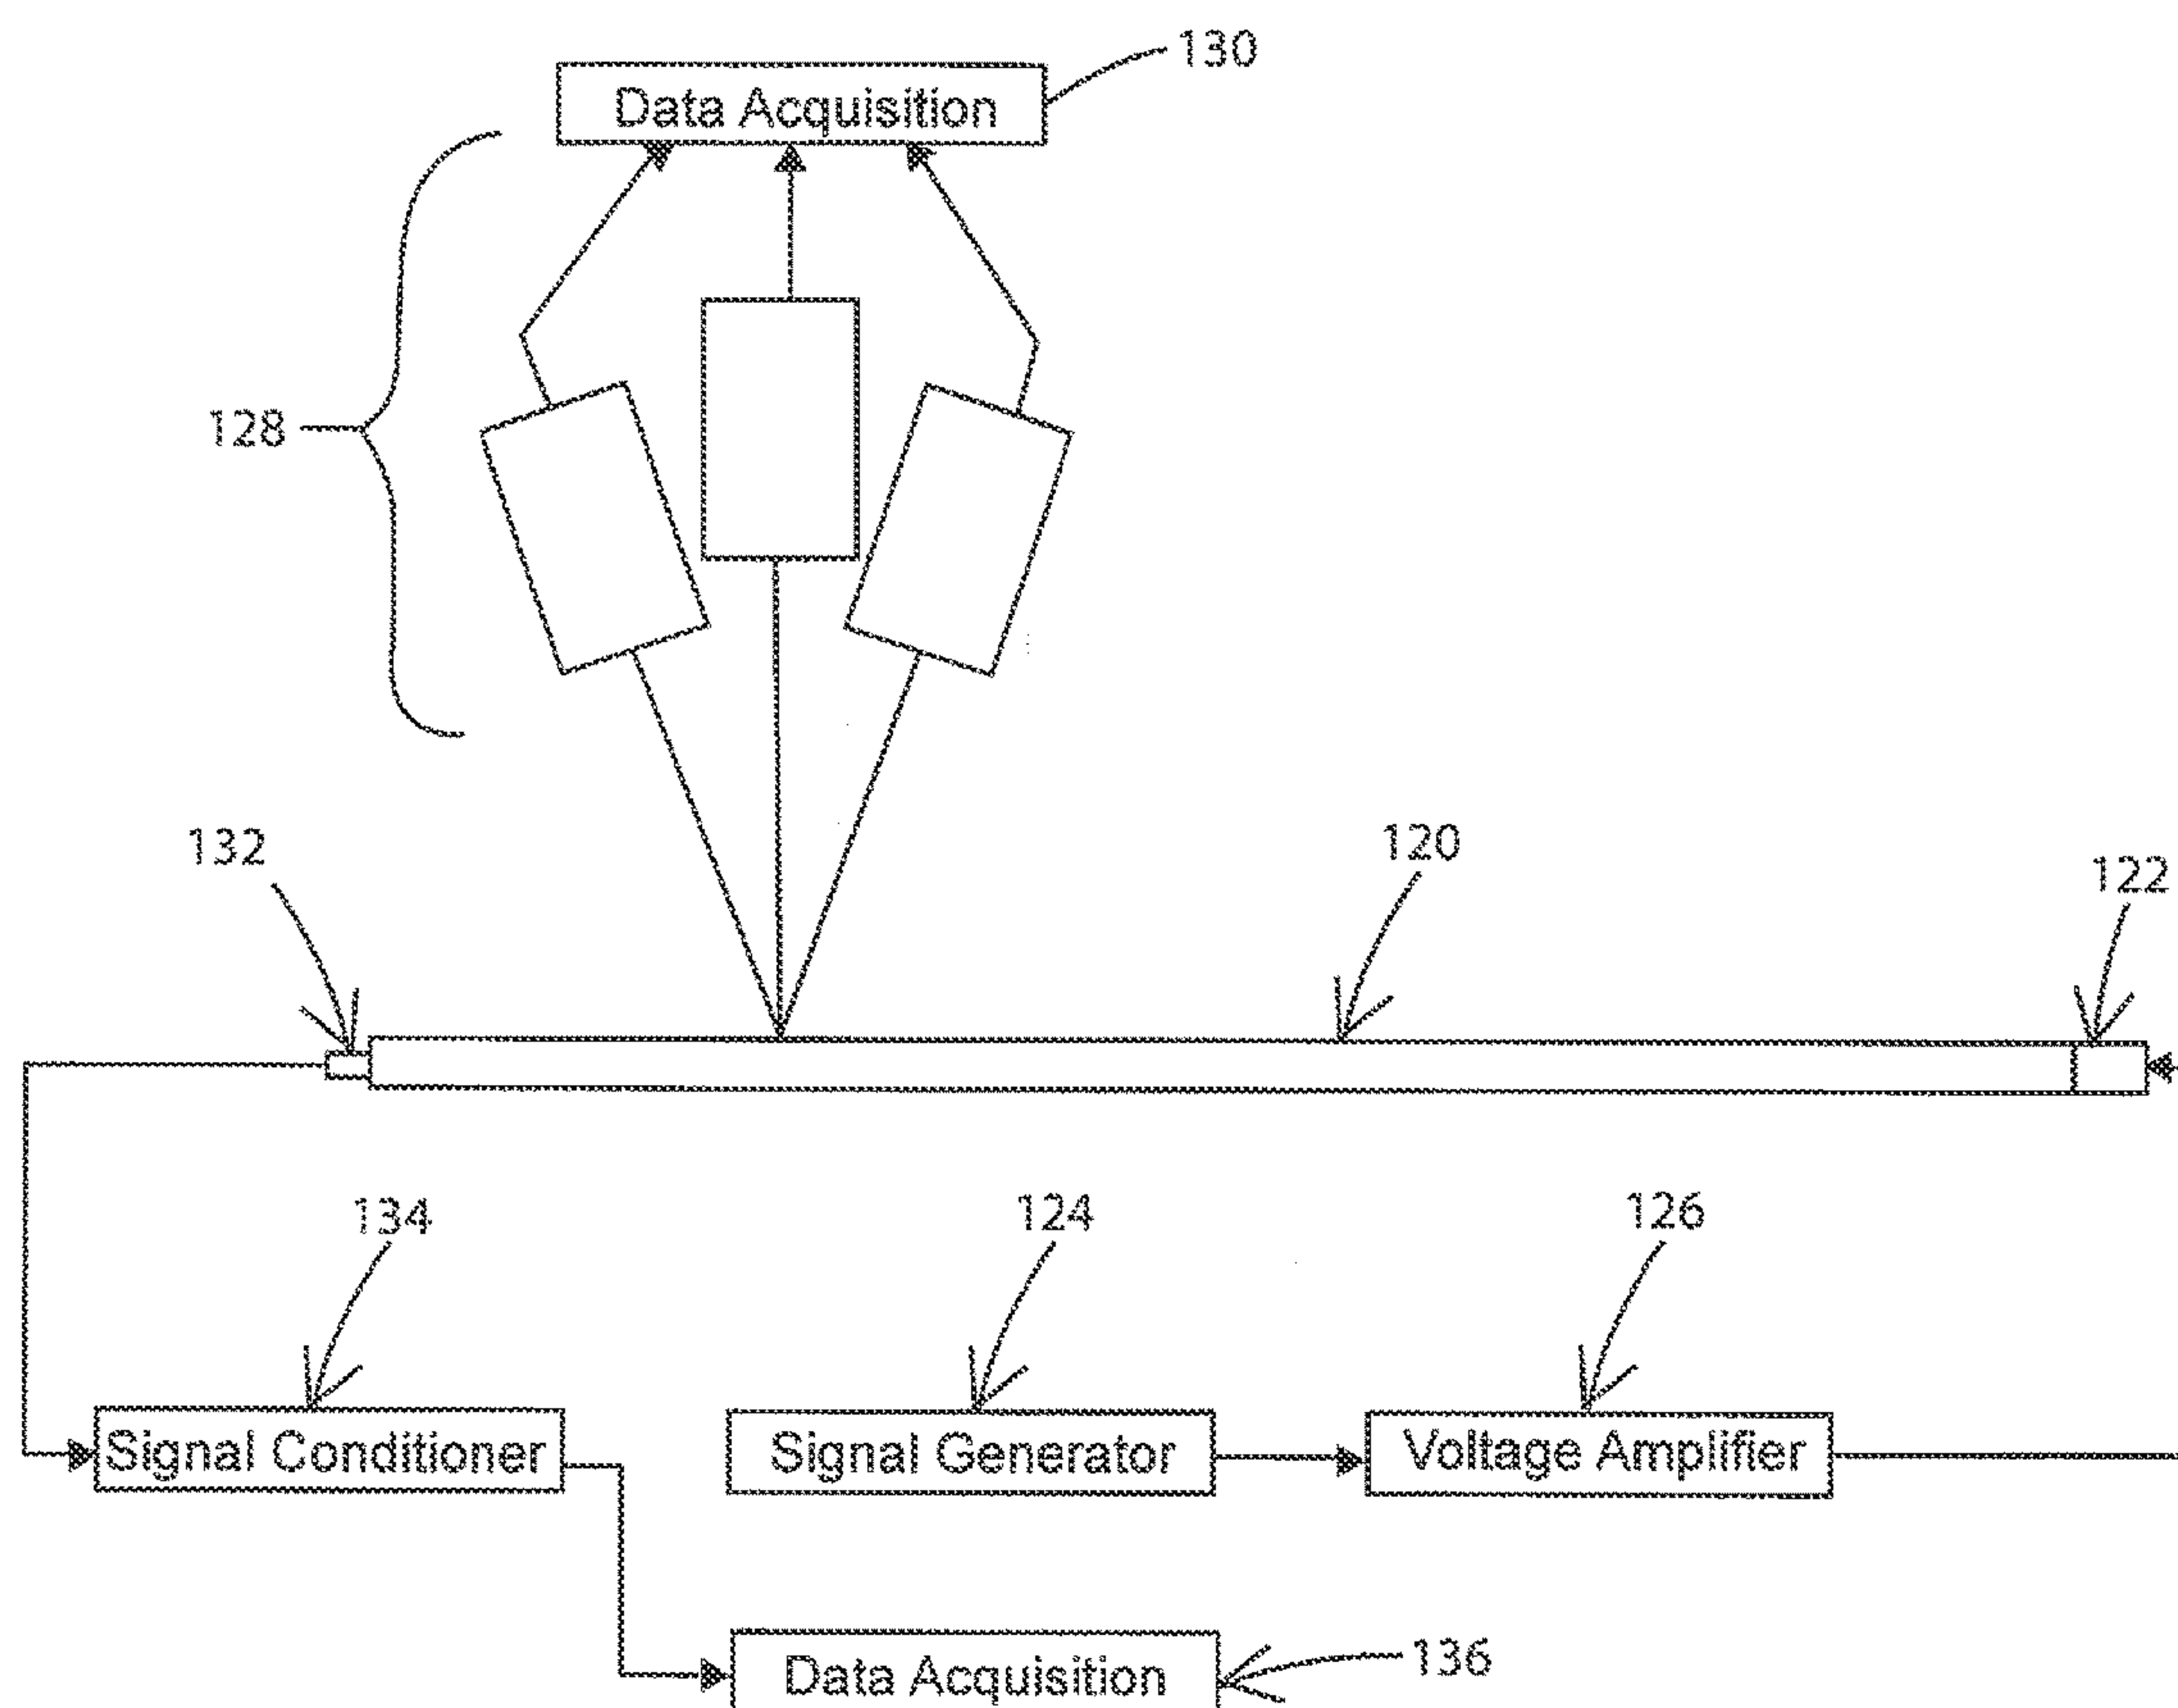 130
Data Acquisition
128
132
120
122
134
124
126
Signal Conditioner
Signal Generator
Voltage Amplifier
Data Acquisition
136